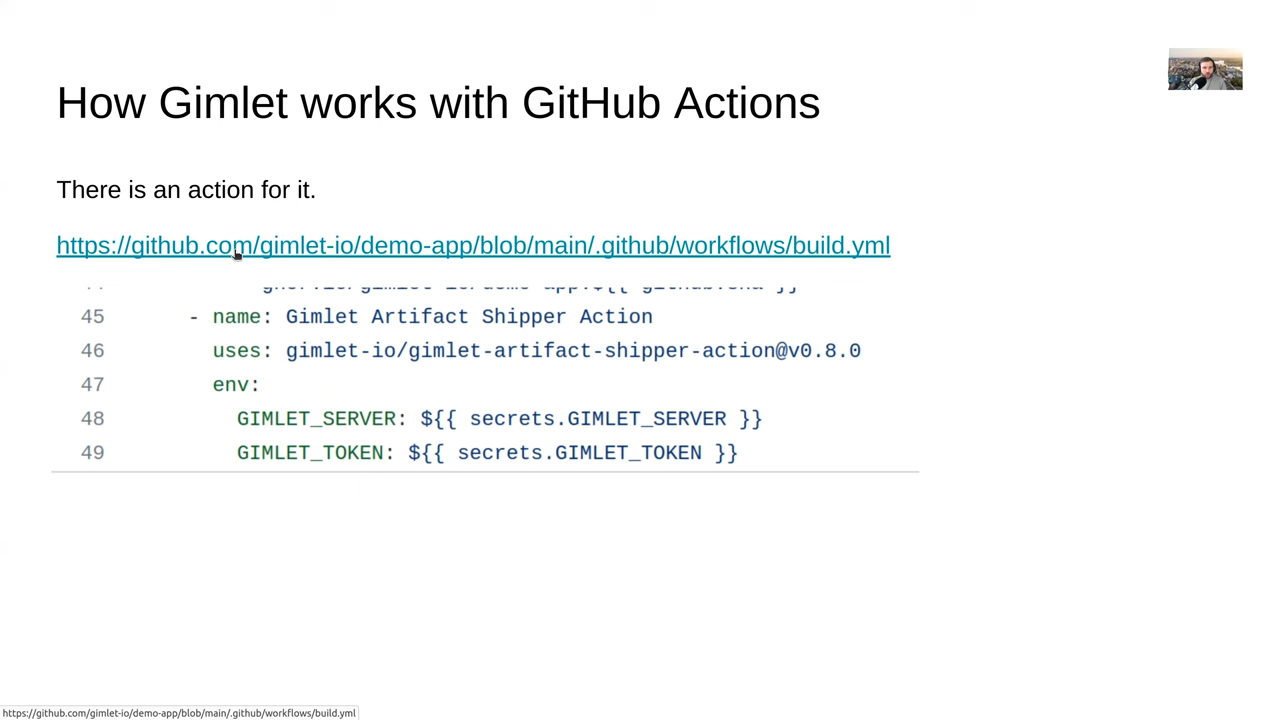 How Gimlet works with GitHub Actions
There is an action for it.
https://github.com/gimlet-io/demo-app/blob/main/.github/workflows/build.yml
45 - name: Gimlet Artifact Shipper Action
46 uses: gimlet-io/gimlet-artifact-shipper-action@v0.8.0
47 env:
48 GIMLET_SERVER: ${{ secrets.GIMLET_SERVER }}
49 GIMLET_TOKEN: ${{ secrets.GIMLET_TOKEN }}
https://github.com/gimlet-io/demo-app/blob/main/.github/workflows/build.yml